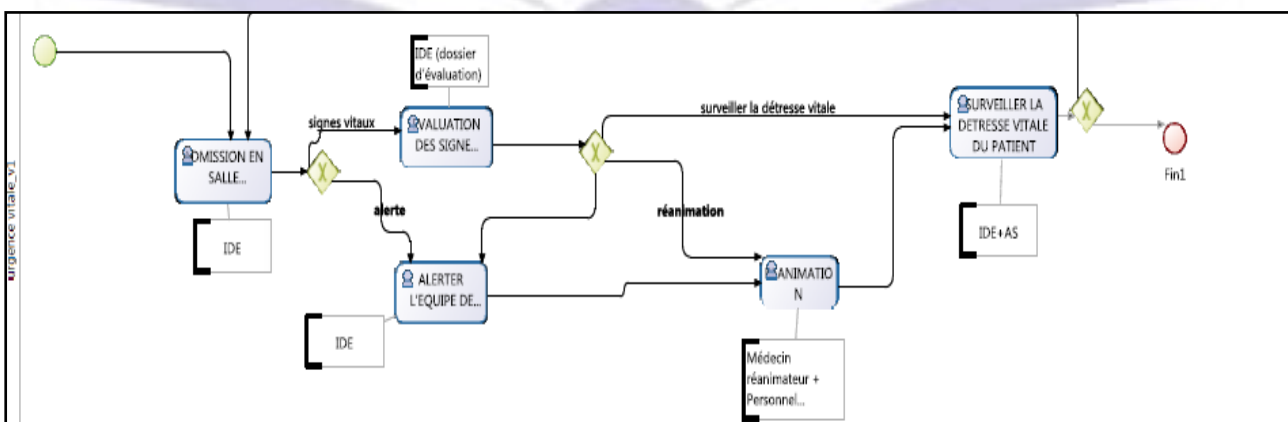 urgence vitale_v1
IDE (dossier
d'évaluation)
signes vitaux
VALUATION
DES SIGNE...
surveiller la détresse vitale
SURVEILLER LA
DETRESSE VITALE
DU PATIENT
Fin1
DMISSION EN
SALLE...
alerte
réanimation
IDE
IDE+AS
ALERTER
L'EQUIPE DE...
ANIMATIO
N
IDE
Médecin
réanimateur +
Personnel...